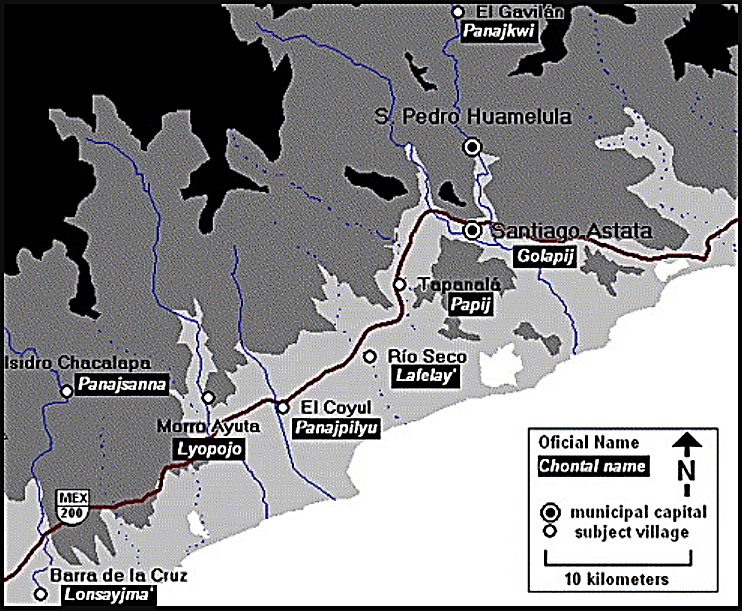 El Gavilán
Panajkwi
S. Pedro Huamelula
Santiago Astata
Golapij
Tapanalá
Papij
Río Seco
Lafelay'
Isidro Chacalapa
Panajsanna
El Coyul
Panajpilyu
Morro Ayuta
Lyopojo
MEX
200
Barra de la Cruz
Lonsayjma'
Oficial Name
Chontal name
N
municipal capital
subject village
10 kilometers